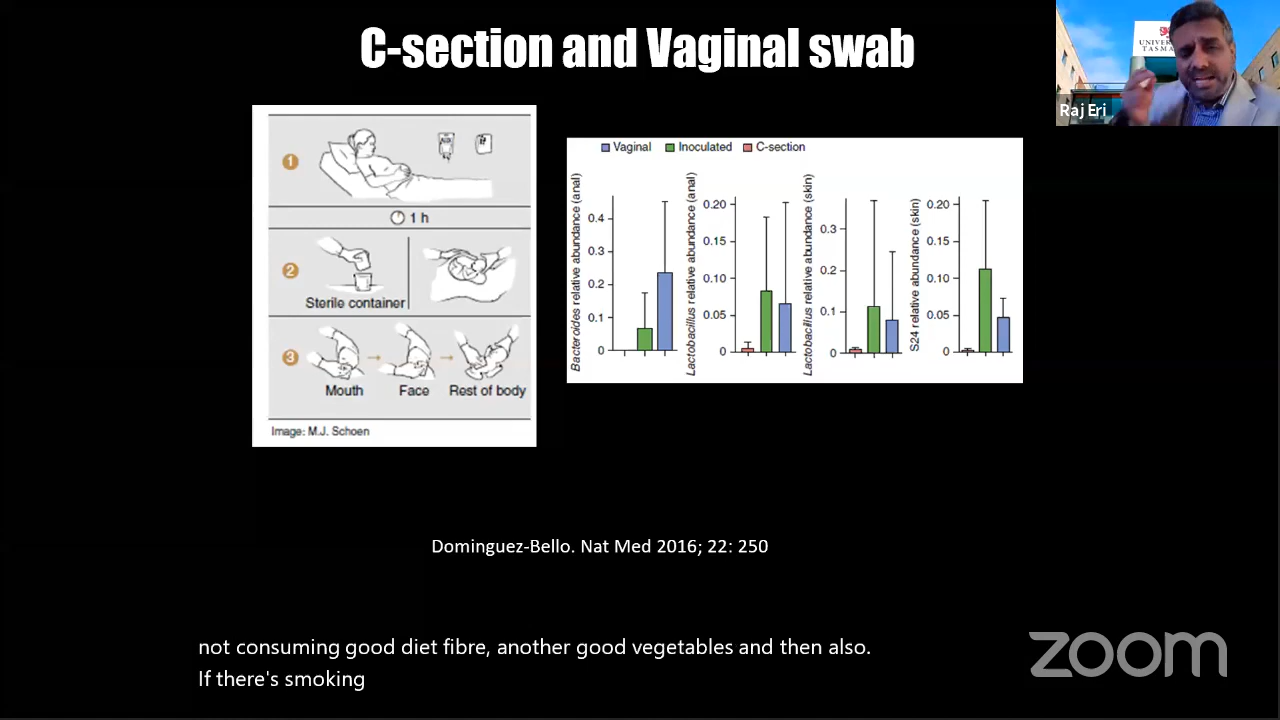 C-section and Vaginal swab
UNIVER
TASMA
Raj Eri
1
1 h
2
Sterile container
3
Mouth
Face
Rest of body
Image: M.J. Schoen
Vaginal
Inoculated
C-section
Bacteroides relative abundance (anal)
0.4
0.3
0.2
0.1
0
Lactobacillus relative abundance (anal)
0.20
0.15
0.10
0.05
0
Lactobacillus relative abundance (skin)
0.3
0.2
0.1
0
S24 relative abundance (skin)
0.20
0.15
0.10
0.05
0
Dominguez-Bello. Nat Med 2016; 22: 250
not consuming good diet fibre, another good vegetables and then also.
If there's smoking
zoom